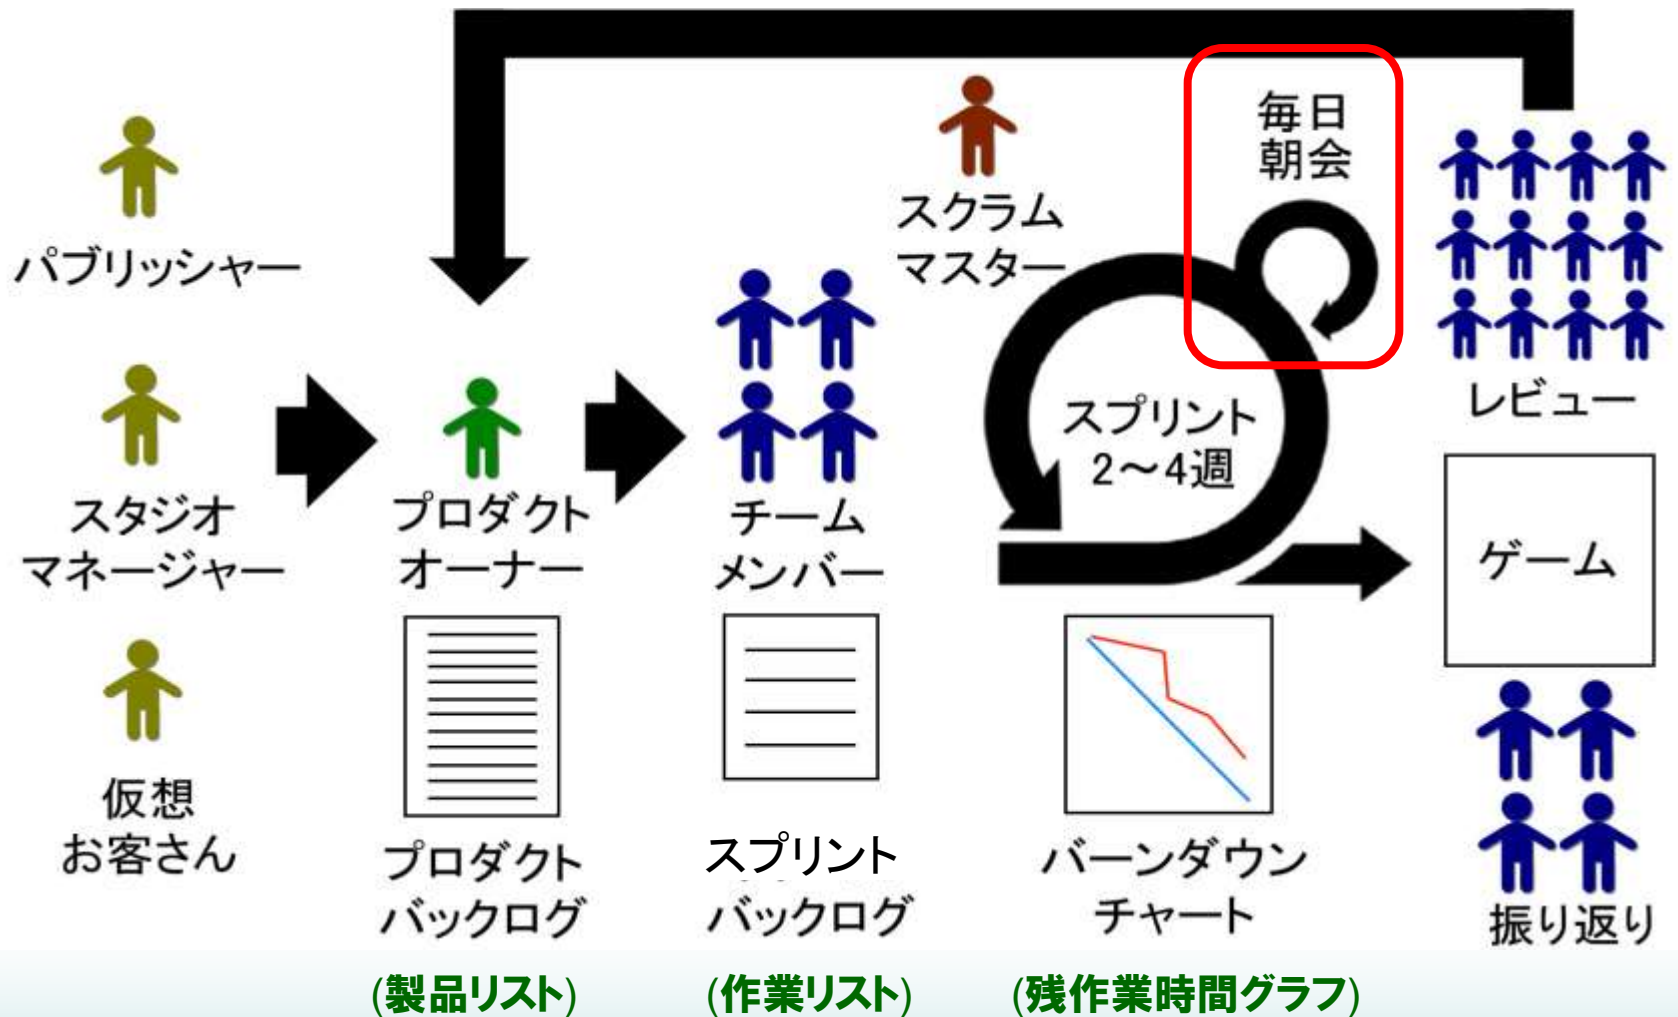 毎日
朝会
スクラム
マスター
パブリッシャー
レビュー
スプリント
2～4週
スタジオ
マネージャー
プロダクト
オーナー
チーム
メンバー
ゲーム
仮想
お客さん
プロダクト
バックログ
スプリント
バックログ
バーンダウン
チャート
振り返り
(製品リスト)
(作業リスト)
(残作業時間グラフ)